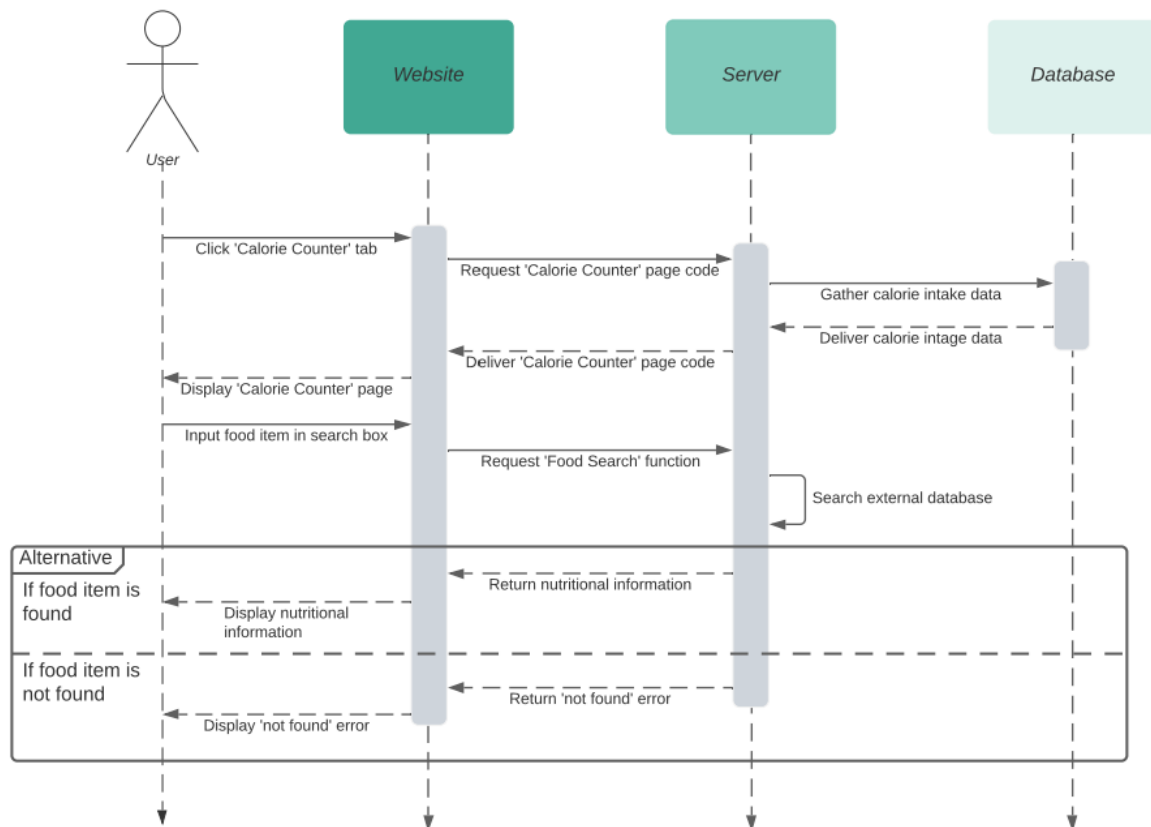 Website
Server
Database
User
Click 'Calorie Counter' tab
Request 'Calorie Counter' page code
Gather calorie intake data
Deliver calorie intage data
Deliver 'Calorie Counter' page code
Display 'Calorie Counter' page
Input food item in search box
Request 'Food Search' function
Search external database
Alternative
If food item is
found
Return nutritional information
Display nutritional
information
If food item is
not found
Return 'not found' error
Display 'not found' error